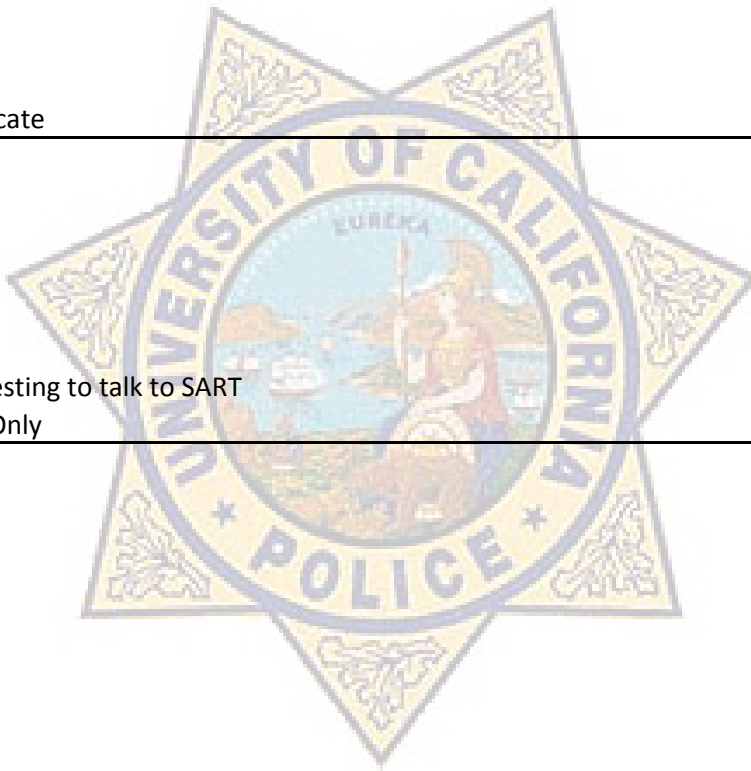 cate
UNIVERSITY OF CALIFORNIA
EUREKA
esting to talk to SART
Only
* POLICE *